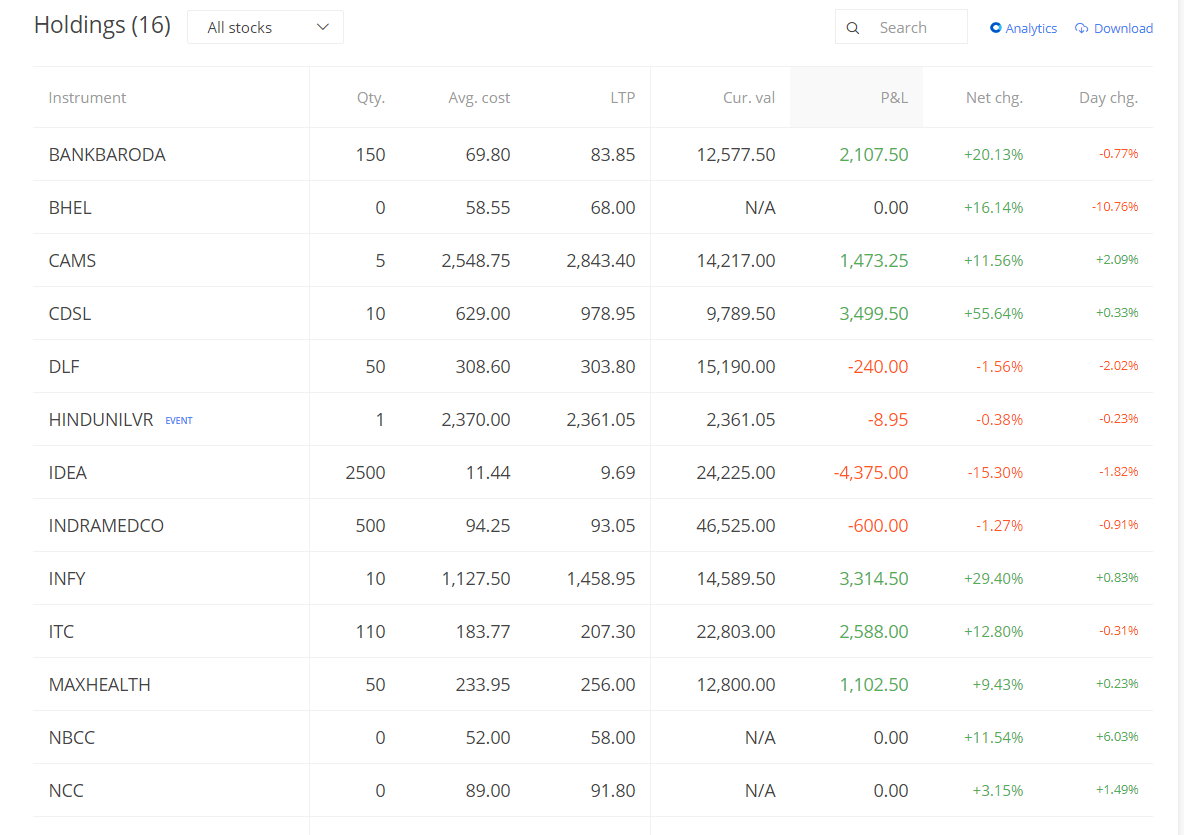 Holdings (16) All stocks Search Analytics Download
Instrument Qty. Avg. cost LTP Cur. val P&L Net chg. Day chg.
BANKBARODA 150 69.80 83.85 12,577.50 2,107.50 +20.13% -0.77%
BHEL 0 58.55 68.00 N/A 0.00 +16.14% -10.76%
CAMS 5 2,548.75 2,843.40 14,217.00 1,473.25 +11.56% +2.09%
CDSL 10 629.00 978.95 9,789.50 3,499.50 +55.64% +0.33%
DLF 50 308.60 303.80 15,190.00 -240.00 -1.56% -2.02%
HINDUNILVR EVENT 1 2,370.00 2,361.05 2,361.05 -8.95 -0.38% -0.23%
IDEA 2500 11.44 9.69 24,225.00 -4,375.00 -15.30% -1.82%
INDRAMEDCO 500 94.25 93.05 46,525.00 -600.00 -1.27% -0.91%
INFY 10 1,127.50 1,458.95 14,589.50 3,314.50 +29.40% +0.83%
ITC 110 183.77 207.30 22,803.00 2,588.00 +12.80% -0.31%
MAXHEALTH 50 233.95 256.00 12,800.00 1,102.50 +9.43% +0.23%
NBCC 0 52.00 58.00 N/A 0.00 +11.54% +6.03%
NCC 0 89.00 91.80 N/A 0.00 +3.15% +1.49%